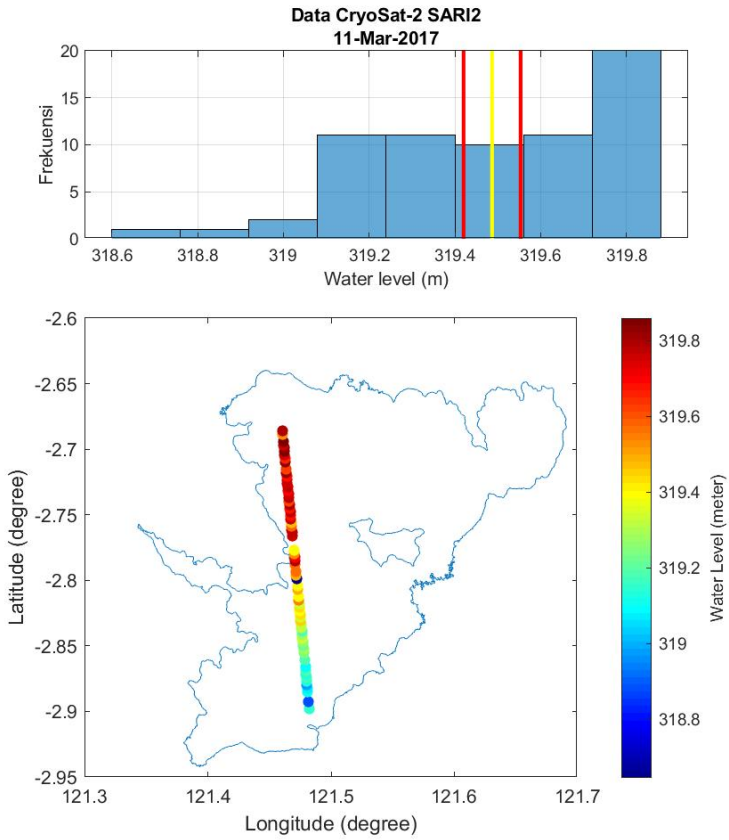 Data CryoSat-2 SARI2
11-Mar-2017
20
15
10
5
0
Frekuensi
318.6 318.8 319 319.2 319.4 319.6 319.8
Water level (m)
-2.6
-2.65
-2.7
-2.75
-2.8
-2.85
-2.9
-2.95
Latitude (degree)
121.3 121.4 121.5 121.6 121.7
Longitude (degree)
319.8
319.6
319.4
319.2
319
318.8
Water Level (meter)